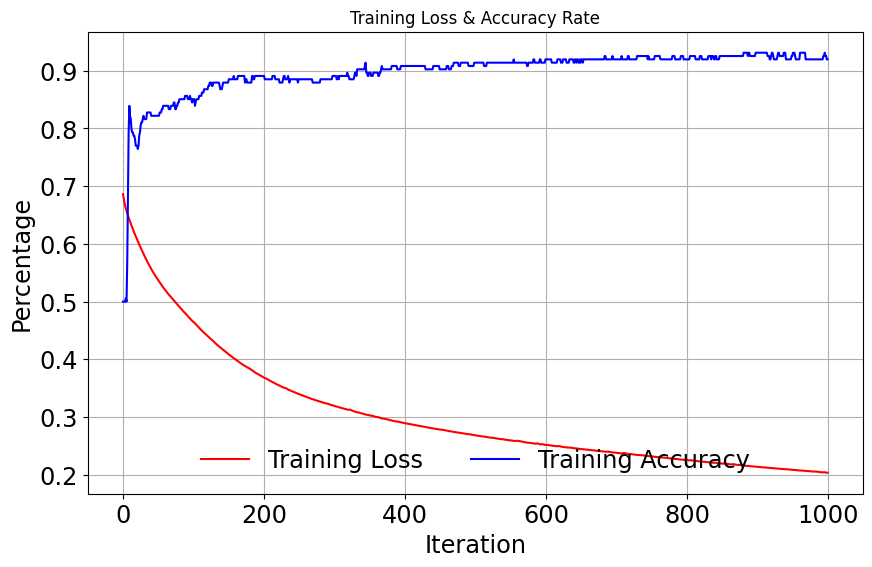 Training Loss & Accuracy Rate
Percentage
0.9
0.8
0.7
0.6
0.5
0.4
0.3
0.2
Training Loss
Training Accuracy
0 200 400 600 800 1000
Iteration